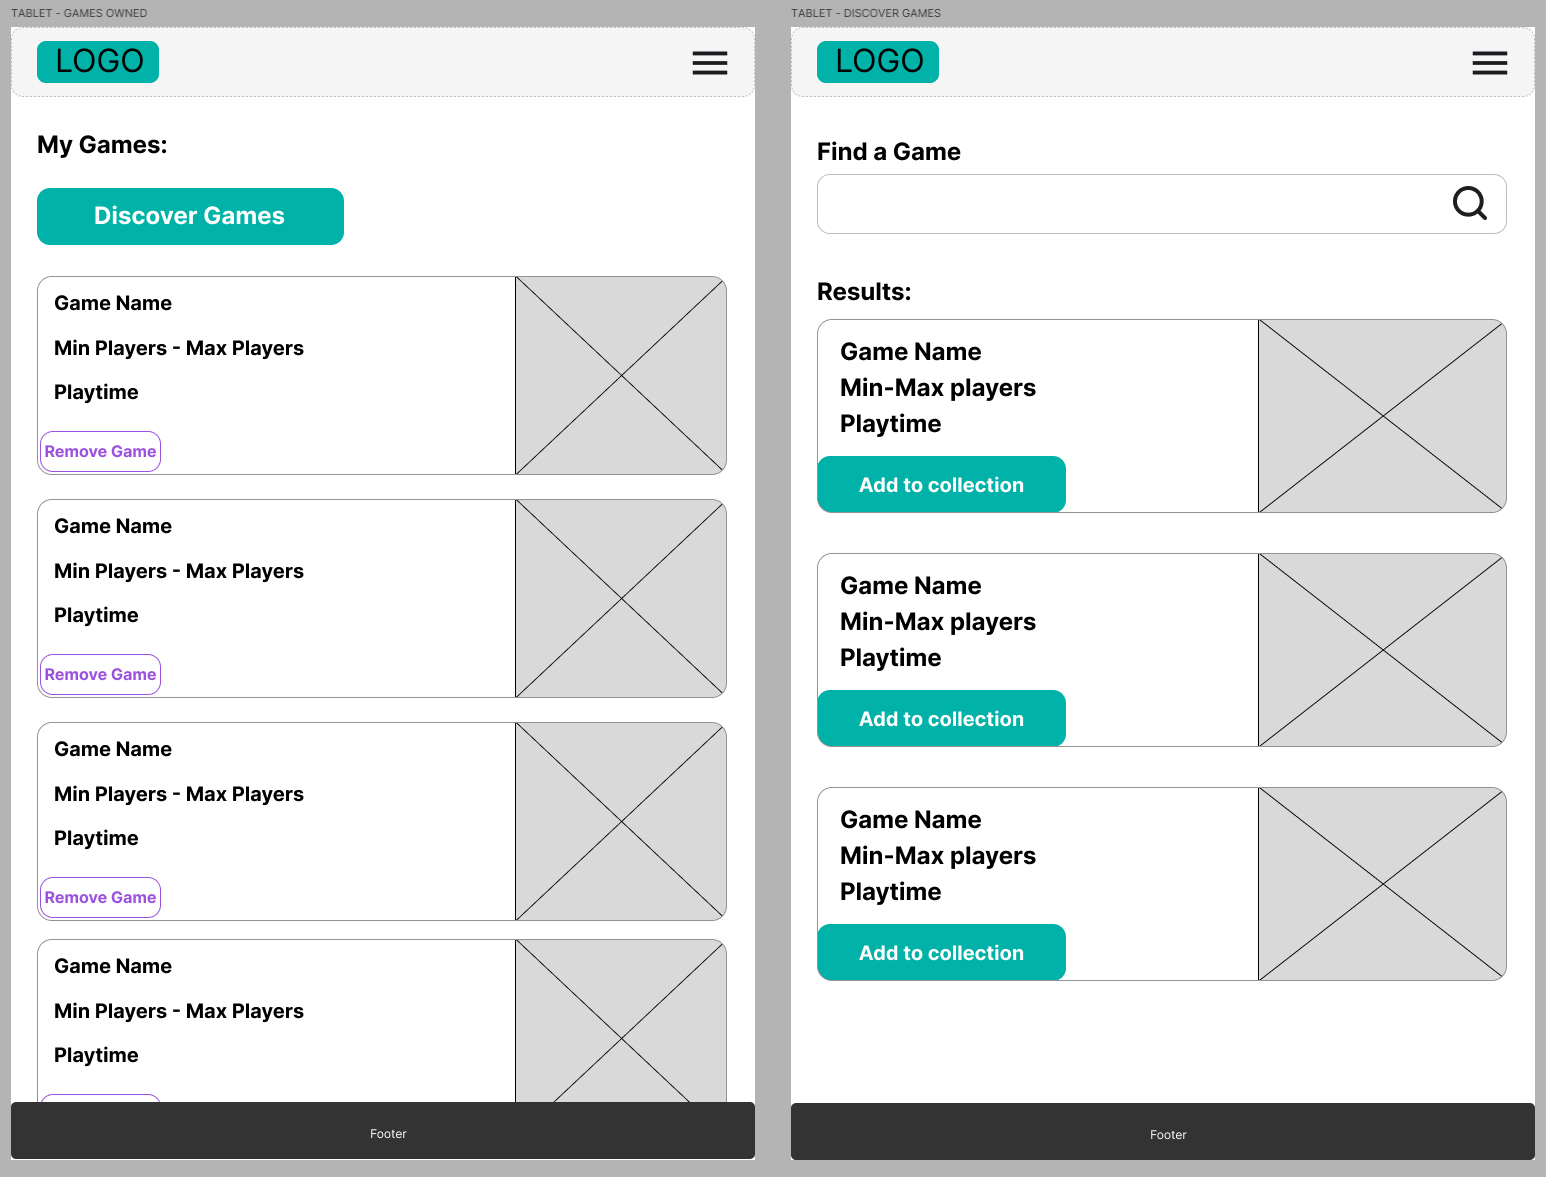 TABLET - GAMES OWNED
LOGO
My Games:
Discover Games
Game Name
Min Players - Max Players
Playtime
Remove Game
Game Name
Min Players - Max Players
Playtime
Remove Game
Game Name
Min Players - Max Players
Playtime
Remove Game
Game Name
Min Players - Max Players
Playtime
Footer
TABLET - DISCOVER GAMES
LOGO
Find a Game
Results:
Game Name
Min-Max players
Playtime
Add to collection
Game Name
Min-Max players
Playtime
Add to collection
Game Name
Min-Max players
Playtime
Add to collection
Footer